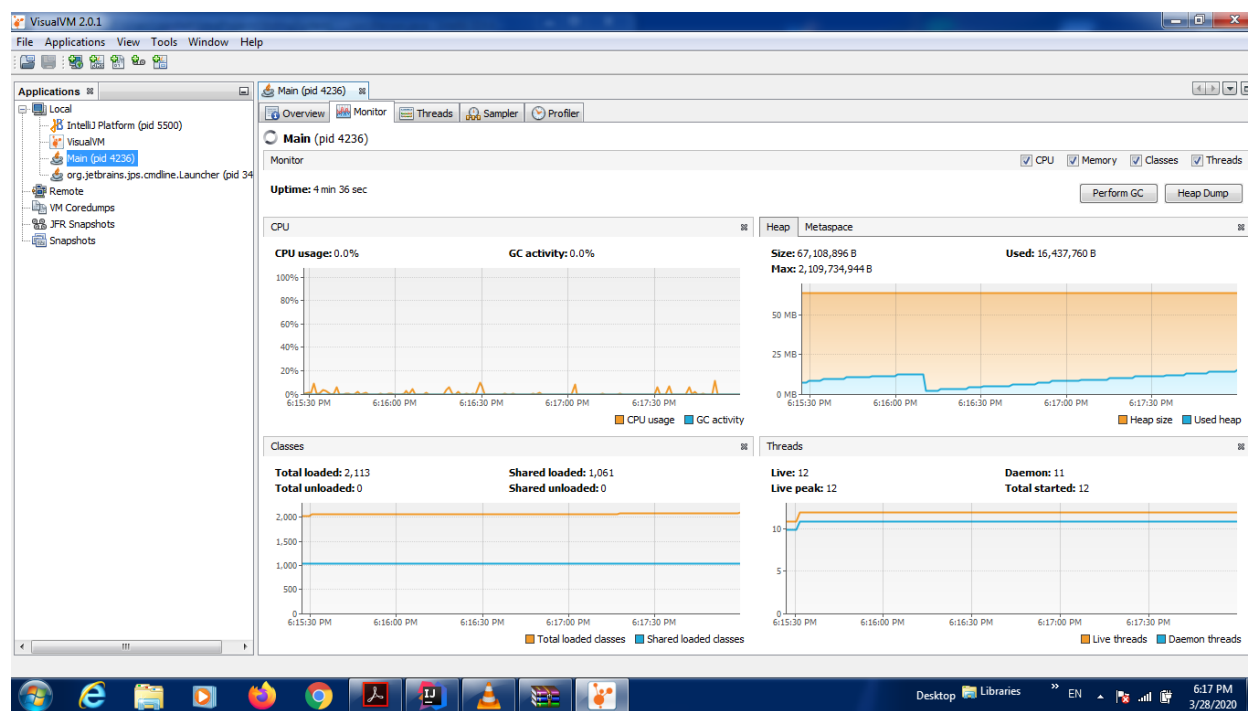 VisualVM 2.0.1
File Applications View Tools Window Help
Applications
Local
IntelliJ Platform (pid 5500)
VisualVM
Main (pid 4236)
org.jetbrains.jps.cmdline.Launcher (pid 34
Remote
VM Coredumps
JFR Snapshots
Snapshots
Main (pid 4236)
Overview Monitor Threads Sampler Profiler
Main (pid 4236)
Monitor CPU Memory Classes Threads
Uptime: 4 min 36 sec Perform GC Heap Dump
CPU
CPU usage: 0.0% GC activity: 0.0%
100%
80%
60%
40%
20%
0%
6:15:30 PM 6:16:00 PM 6:16:30 PM 6:17:00 PM 6:17:30 PM
CPU usage GC activity
Heap Metaspace
Size: 67,108,896 B Used: 16,437,760 B
Max: 2,109,734,944 B
50 MB
25 MB
0 MB
6:15:30 PM 6:16:00 PM 6:16:30 PM 6:17:00 PM 6:17:30 PM
Heap size Used heap
Classes
Total loaded: 2,113 Shared loaded: 1,061
Total unloaded: 0 Shared unloaded: 0
2,000
1,500
1,000
500
0
6:15:30 PM 6:16:00 PM 6:16:30 PM 6:17:00 PM 6:17:30 PM
Total loaded classes Shared loaded classes
Threads
Live: 12 Daemon: 11
Live peak: 12 Total started: 12
10
5
0
6:15:30 PM 6:16:00 PM 6:16:30 PM 6:17:00 PM 6:17:30 PM
Live threads Daemon threads
Desktop Libraries » EN 6:17 PM
3/28/2020